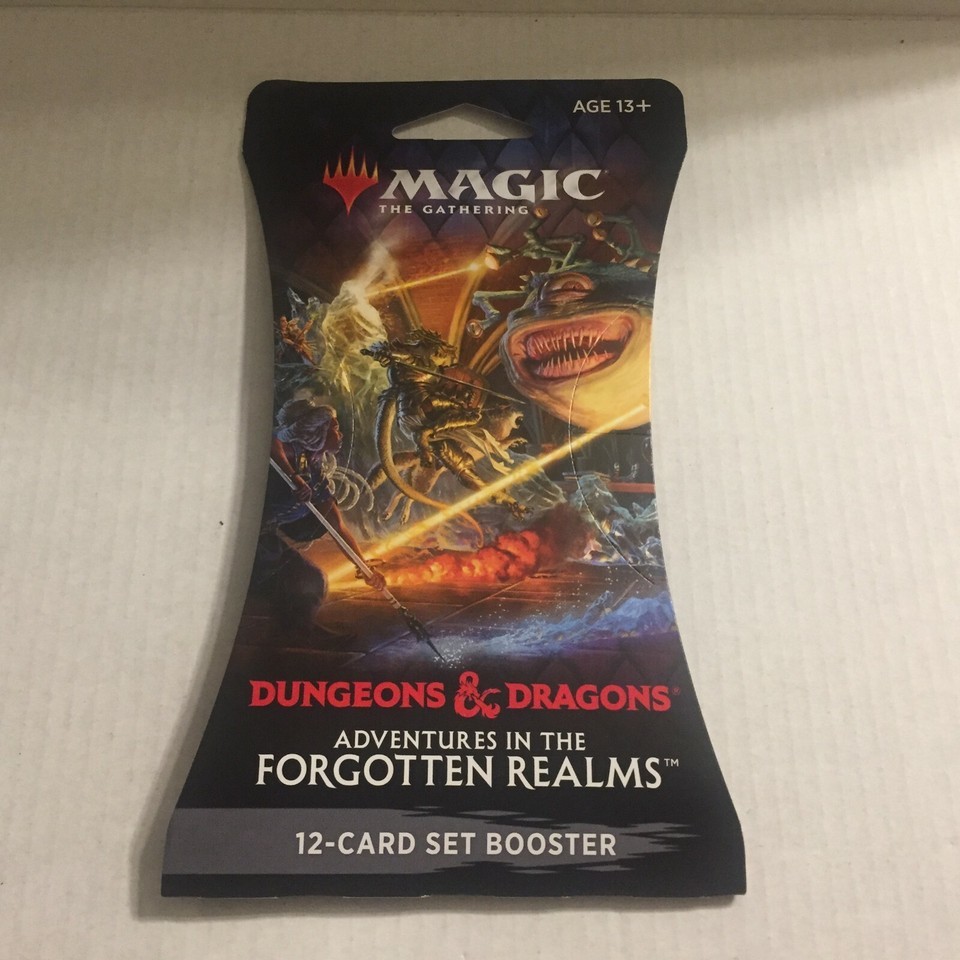 AGE 13+
MAGIC
THE GATHERING
DUNGEONS & DRAGONS®
ADVENTURES IN THE
FORGOTTEN REALMS™
12-CARD SET BOOSTER